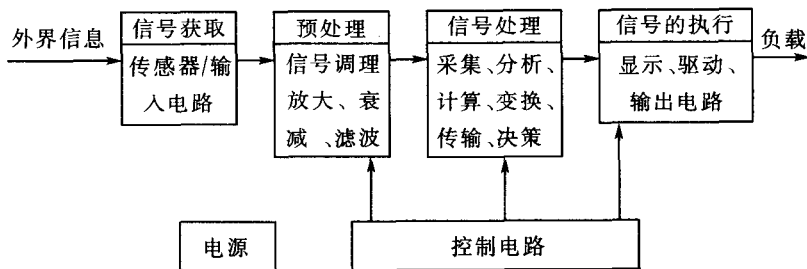 外界信息
信号获取
传感器/输
入电路
预处理
信号调理
放大、衰
减、滤波
信号处理
采集、分析、
计算、变换、
传输、决策
信号的执行
显示、驱动、
输出电路
负载
电源
控制电路